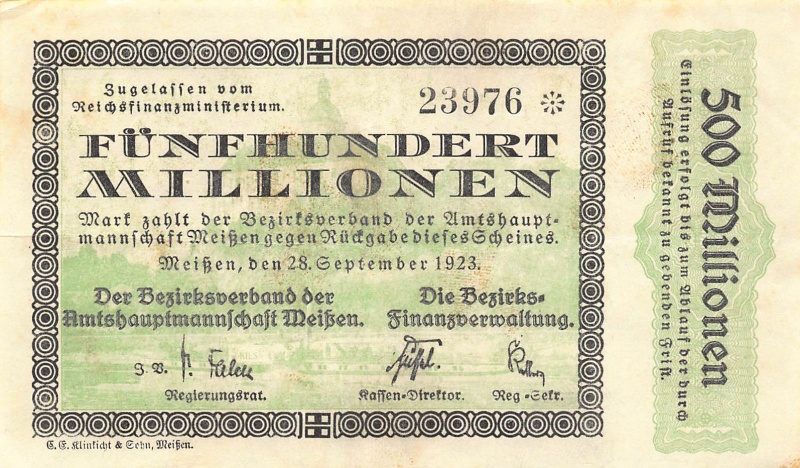 Zugelassen vom
Reichsfinanzministerium.
23976 *
FÜNFHUNDERT
MILLIONEN
Mark zahlt der Bezirksverband der Amtshaupt-
mannschaft Meißen gegen Rückgabe dieses Scheines.
Meißen, den 28. September 1923.
Der Bezirksverband der
Amtshauptmannschaft Meißen.
Die Bezirks-
Finanzverwaltung.
J. V.
Regierungsrat.
Kassen-Direktor.
Reg.-Sekr.
C. E. Klinkicht & Sohn, Meißen.
500 Millionen
Einlösung erfolgt bis zum Ablauf der durch
Aufruf bekannt zu gebenden Frist.